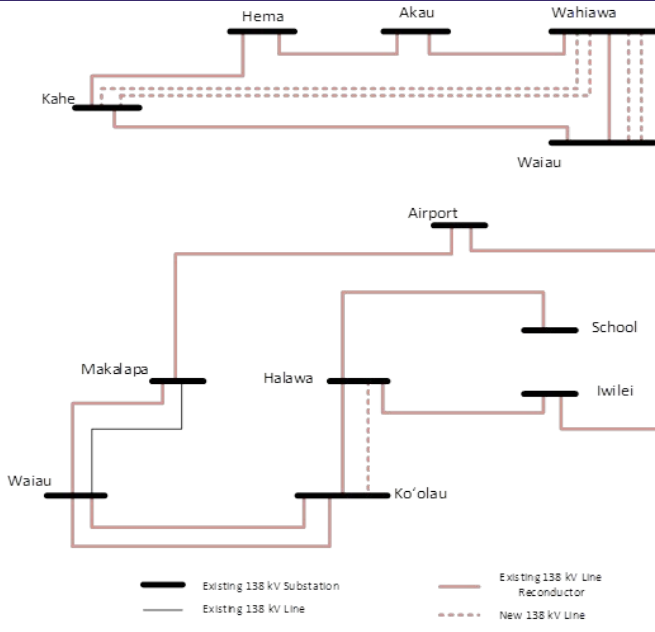 Hema
Akau
Wahiawa
Kahe
Waiau
Airport
School
Makalapa
Halawa
Iwilei
Waiau
Ko‘olau
Existing 138 kV Substation
Existing 138 kV Line
Existing 138 kV Line
Reconductor
New 138 kV Line